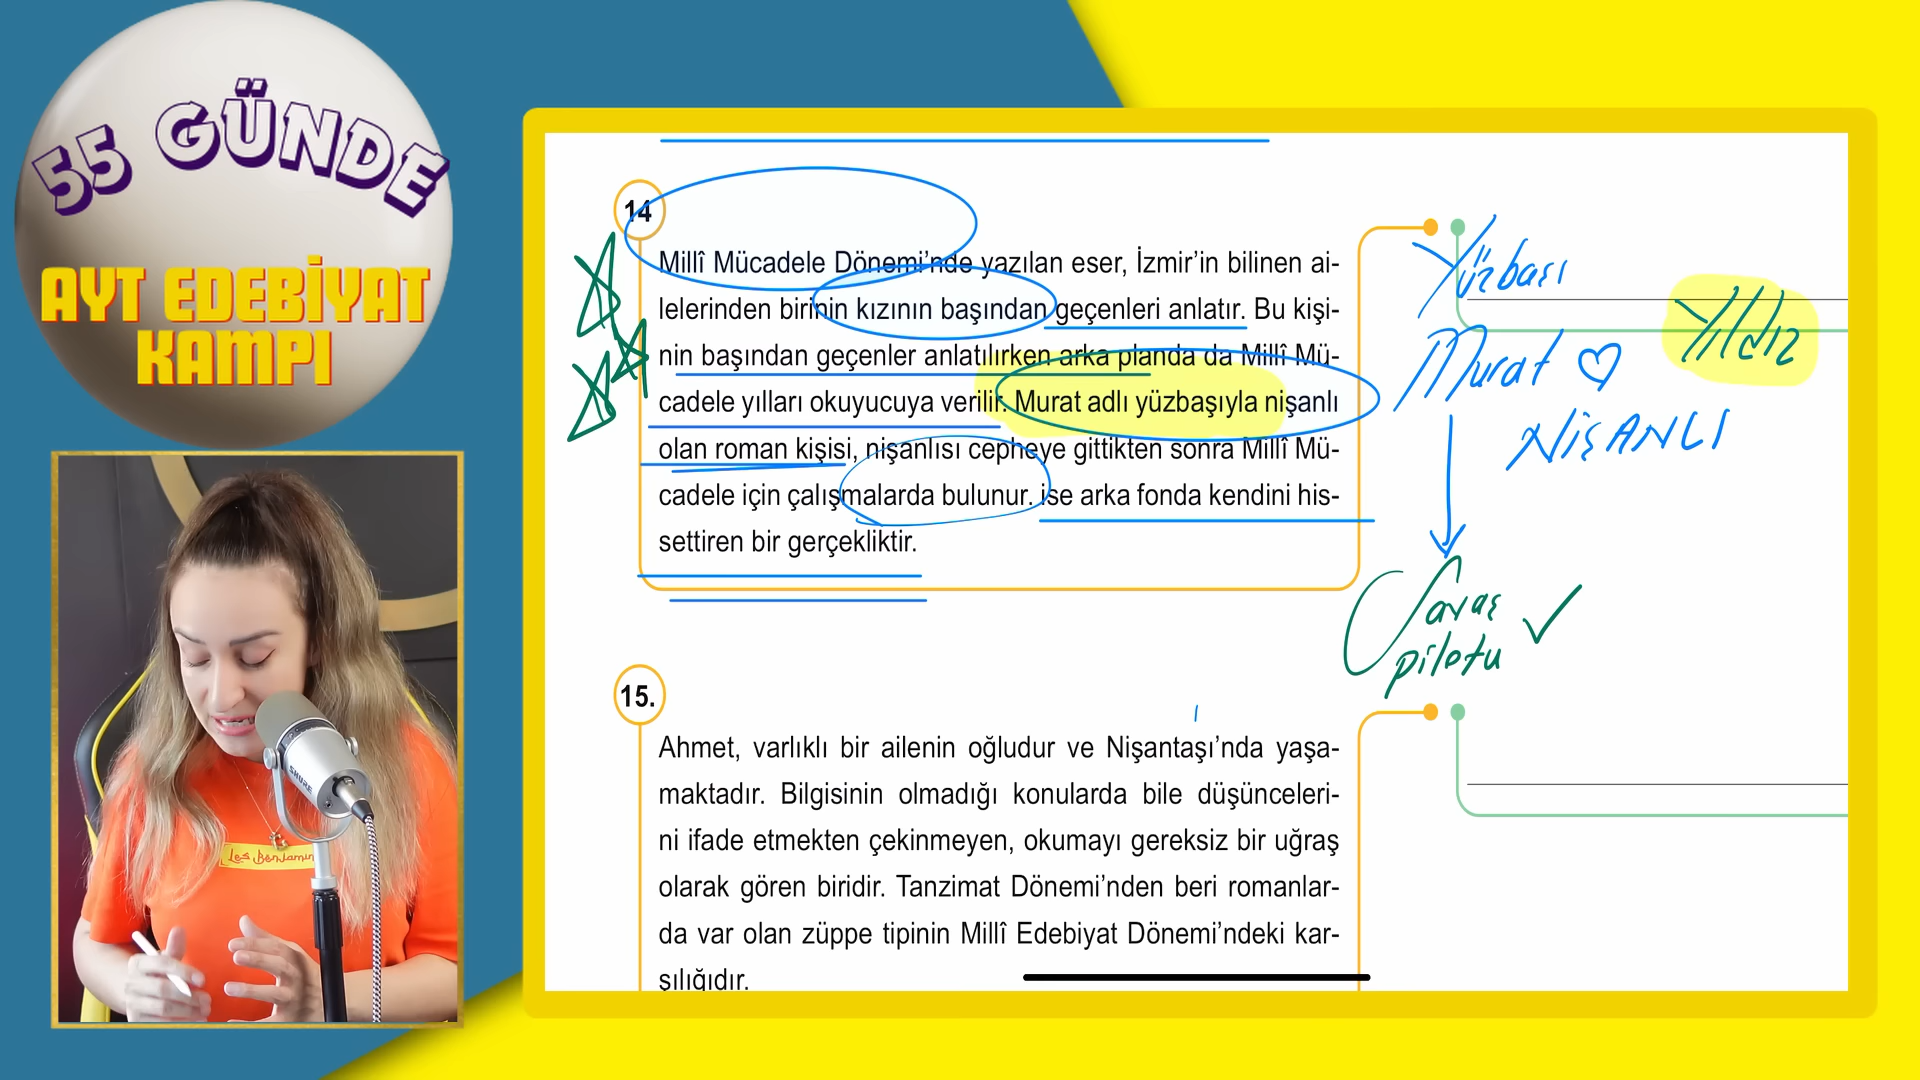 55 GÜNDE
AYT EDEBİYAT
KAMPI
14
Millî Mücadele Dönemi’nde yazılan eser, İzmir’in bilinen ai-
lelerinden birinin kızının başından geçenleri anlatır. Bu kişi-
nin başından geçenler anlatılırken arka planda da Millî Mü-
cadele yılları okuyucuya verilir. Murat adlı yüzbaşıyla nişanlı
olan roman kişisi, nişanlısı cepheye gittikten sonra Millî Mü-
cadele için çalışmalarda bulunur. ise arka fonda kendini his-
settiren bir gerçekliktir.
Yüzbaşı
Murat ♡
Yıldız
NİŞANLI
Savaş
pilotu ✓
15.
Ahmet, varlıklı bir ailenin oğludur ve Nişantaşı’nda yaşa-
maktadır. Bilgisinin olmadığı konularda bile düşünceleri-
ni ifade etmekten çekinmeyen, okumayı gereksiz bir uğraş
olarak gören biridir. Tanzimat Dönemi’nden beri romanlar-
da var olan züppe tipinin Millî Edebiyat Dönemi’ndeki kar-
şılığıdır.
Les Benjamins
SHURE